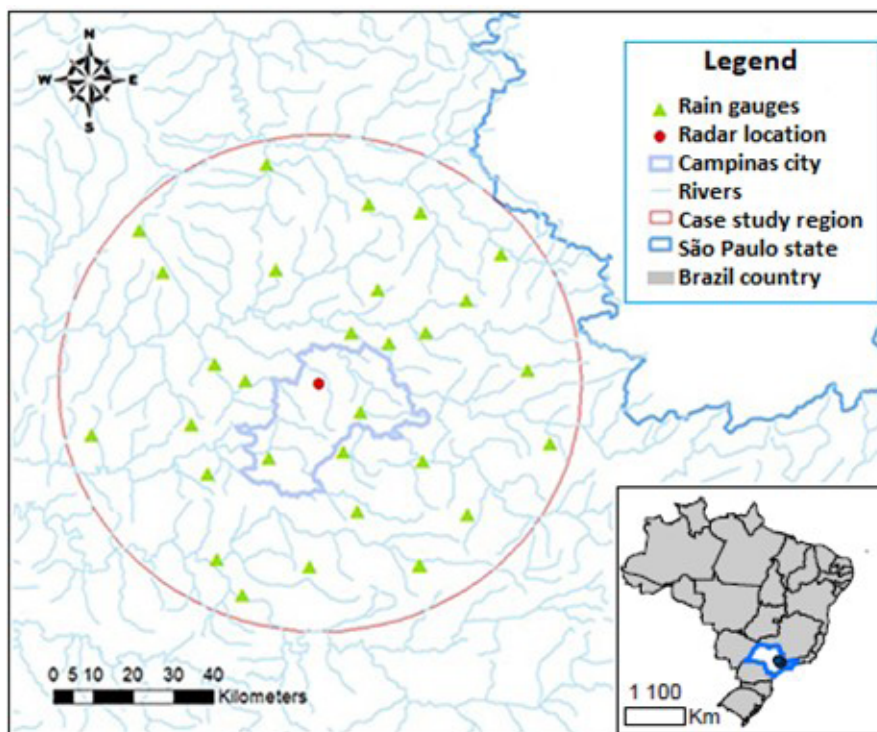 N
W E
S
Legend
Rain gauges
Radar location
Campinas city
Rivers
Case study region
São Paulo state
Brazil country
0 5 10 20 30 40
Kilometers
1 100
Km